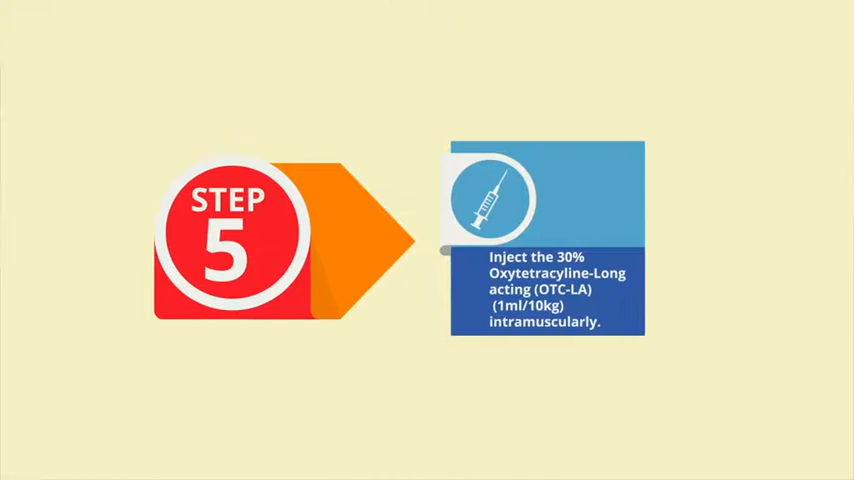 STEP
5
Inject the 30%
Oxytetracyline-Long
acting (OTC-LA)
(1ml/10kg)
intramuscularly.